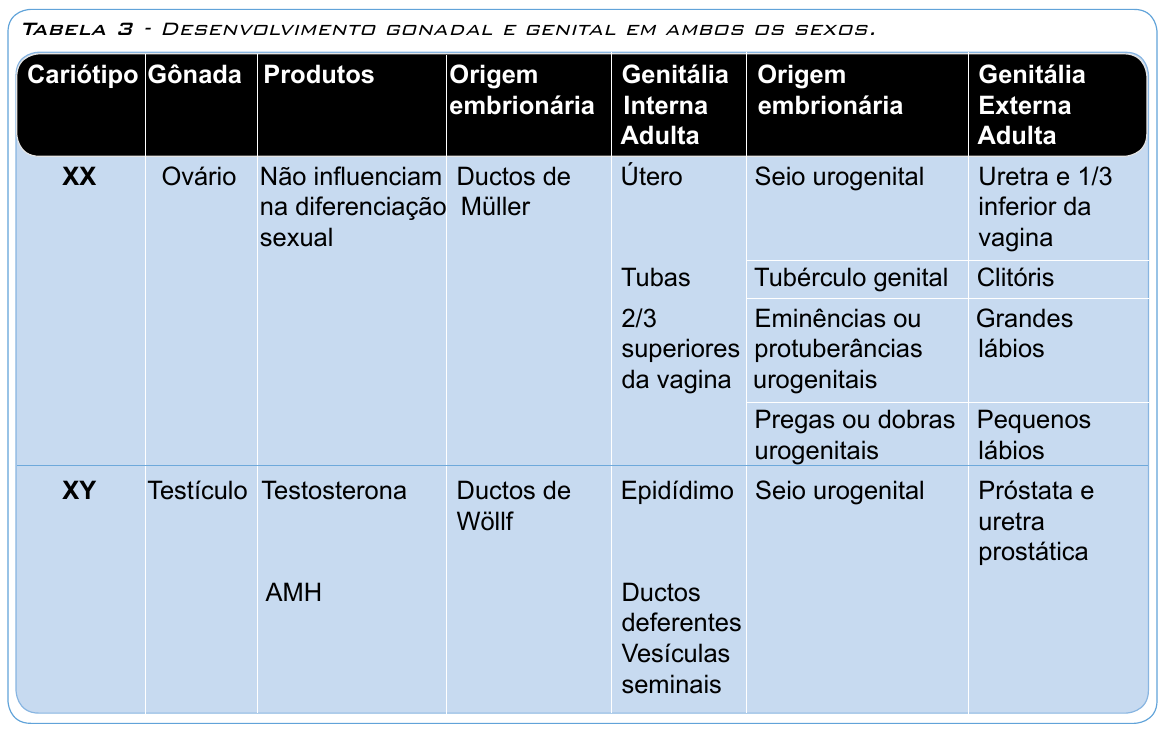 Tabela 3 - Desenvolvimento gonadal e genital em ambos os sexos.
Cariótipo
Gônada
Produtos
Origem
embrionária
Genitália
Interna
Adulta
Origem
embrionária
Genitália
Externa
Adulta
XX
Ovário
Não influenciam
na diferenciação
sexual
Ductos de
Müller
Útero
Tubas
2/3
superiores
da vagina
Seio urogenital
Uretra e 1/3
inferior da
vagina
Tubérculo genital
Clitóris
Eminências ou
protuberâncias
urogenitais
Grandes
lábios
Pregas ou dobras
urogenitais
Pequenos
lábios
XY
Testículo
Testosterona
AMH
Ductos de
Wöllf
Epidídimo
Ductos
deferentes
Vesículas
seminais
Seio urogenital
Próstata e
uretra
prostática